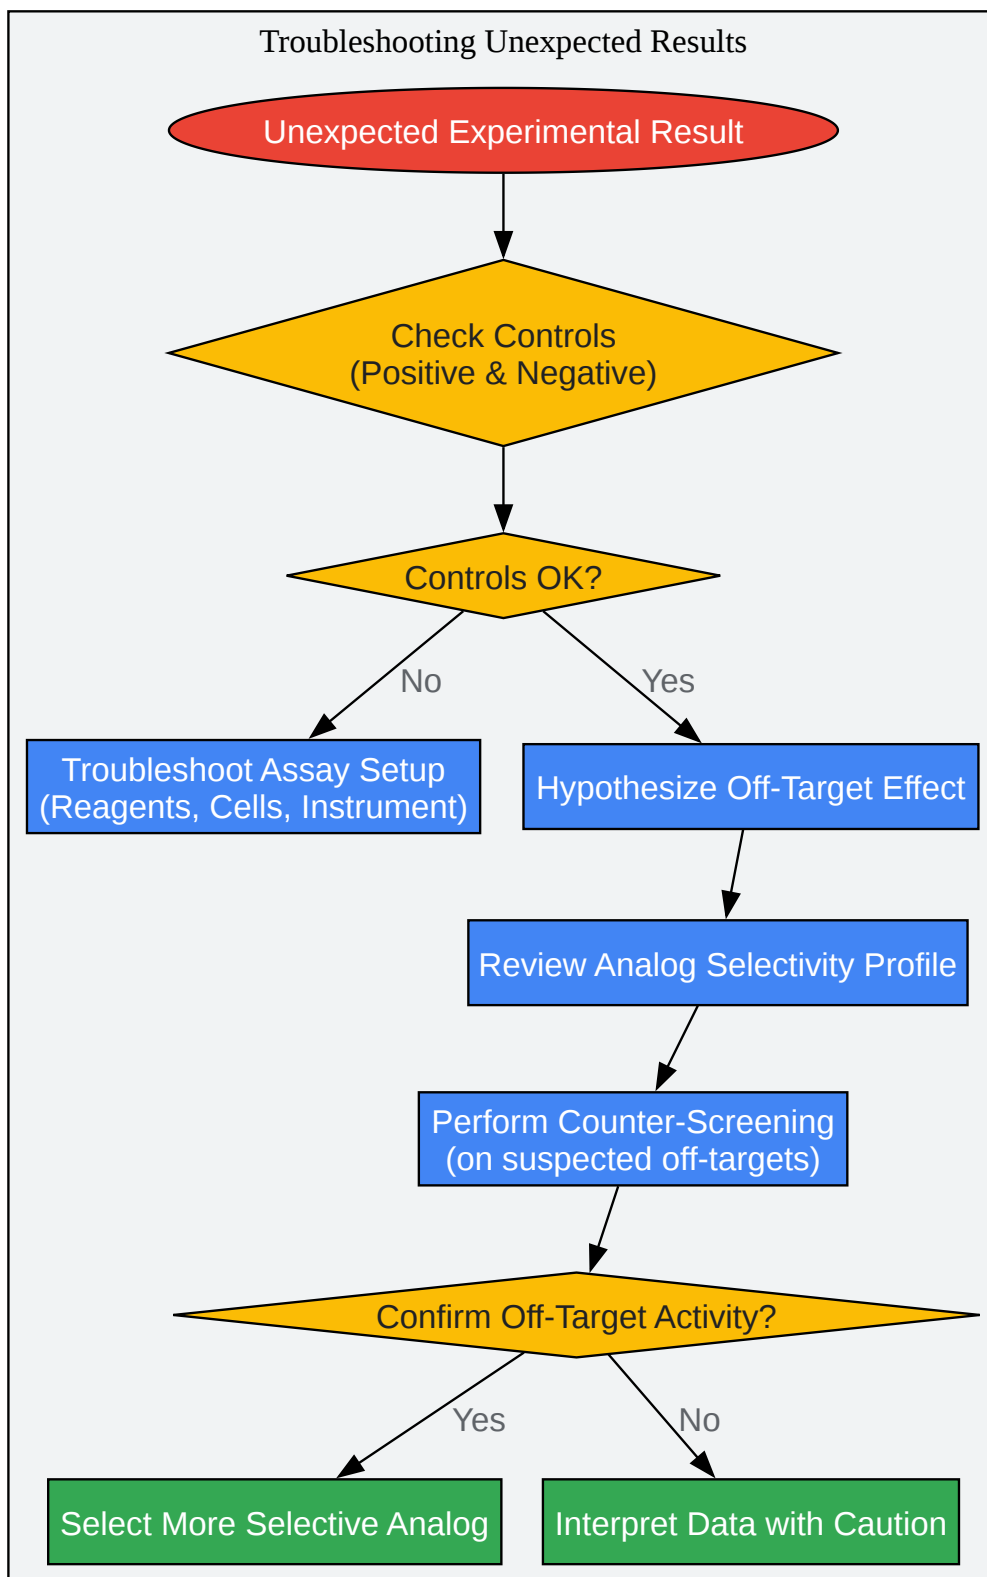 Troubleshooting Unexpected Results
Unexpected Experimental Result
Check Controls
(Positive & Negative)
Controls OK?
No
Yes
Troubleshoot Assay Setup
(Reagents, Cells, Instrument)
Hypothesize Off-Target Effect
Review Analog Selectivity Profile
Perform Counter-Screening
(on suspected off-targets)
Confirm Off-Target Activity?
Yes
No
Select More Selective Analog
Interpret Data with Caution